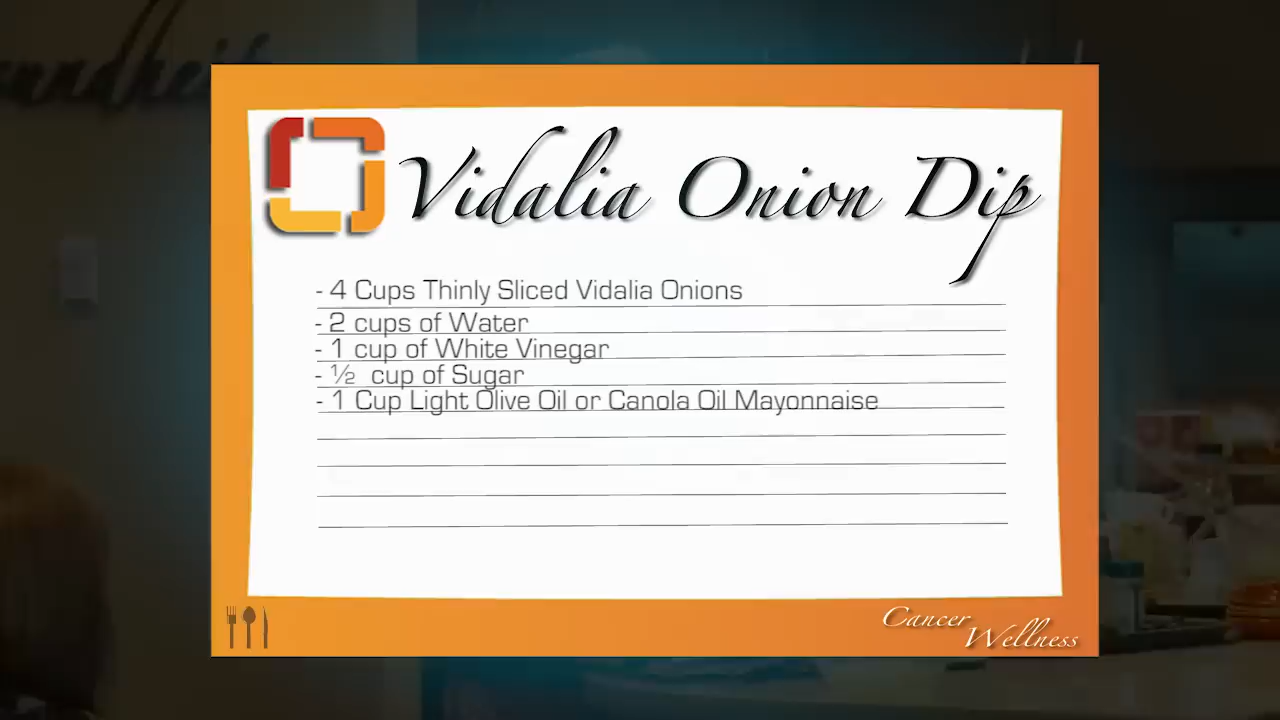 Vidalia Onion Dip
- 4 Cups Thinly Sliced Vidalia Onions
- 2 cups of Water
- 1 cup of White Vinegar
- ½ cup of Sugar
- 1 Cup Light Olive Oil or Canola Oil Mayonnaise
Cancer
Wellness